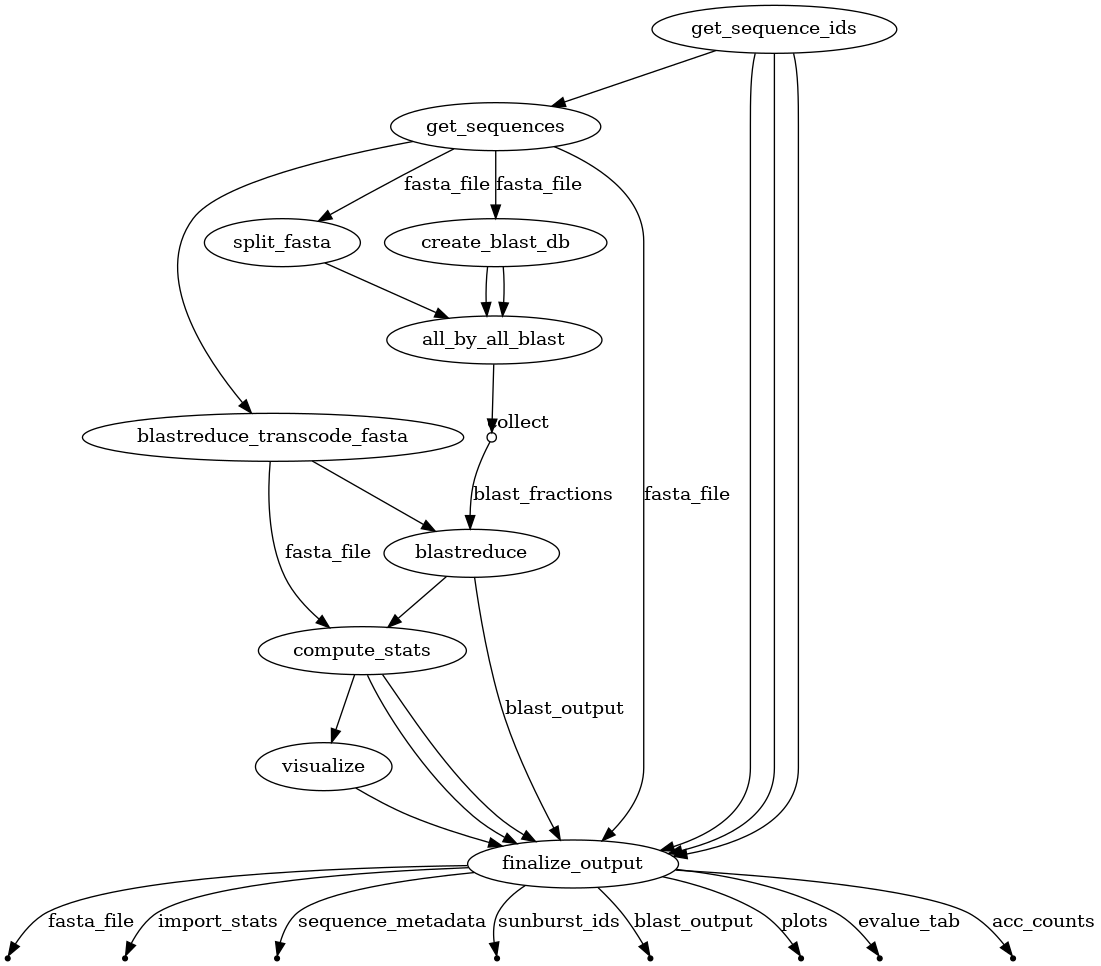 get_sequence_ids
get_sequences
fasta_file
fasta_file
split_fasta
create_blast_db
all_by_all_blast
collect
blastreduce_transcode_fasta
blast_fractions
fasta_file
fasta_file
blastreduce
compute_stats
blast_output
visualize
finalize_output
fasta_file
import_stats
sequence_metadata
sunburst_ids
blast_output
plots
evalue_tab
acc_counts